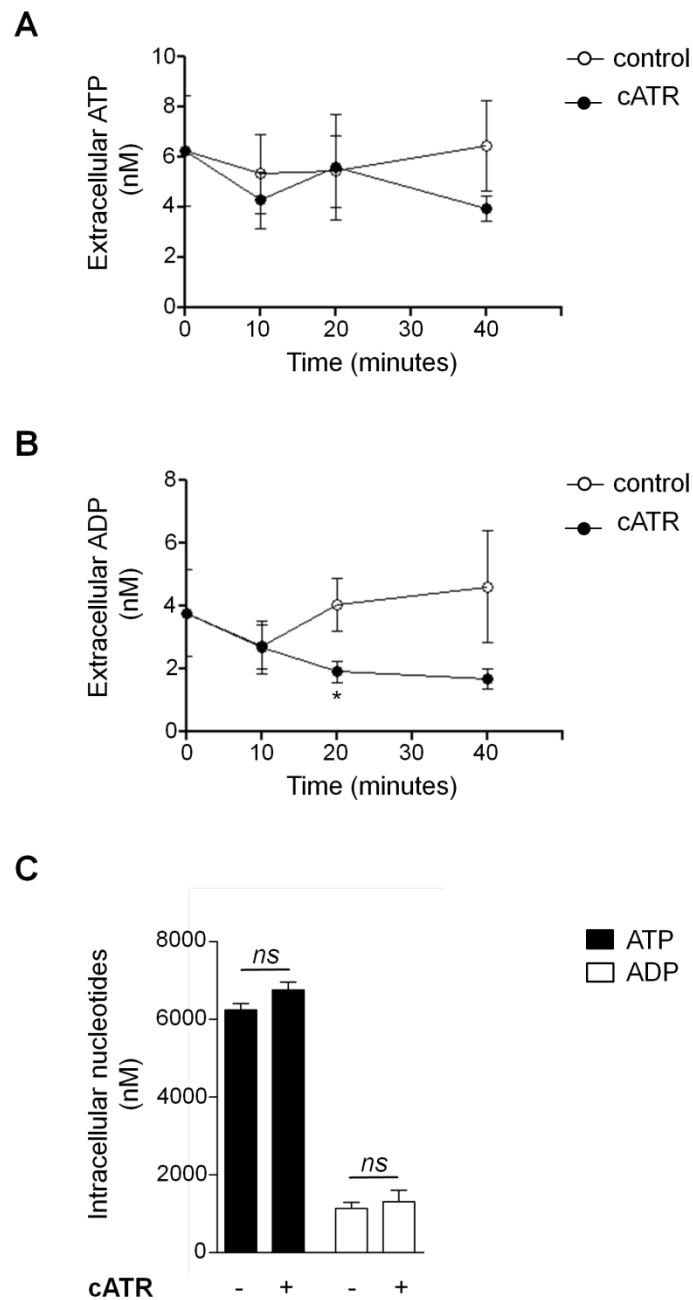 A
control
cATR
Extracellular ATP
(nM)
10
8
6
4
2
0
0 10 20 30 40
Time (minutes)
B
control
cATR
Extracellular ADP
(nM)
8
6
4
2
0
*
0 10 20 30 40
Time (minutes)
C
ATP
ADP
Intracellular nucleotides
(nM)
8000
6000
4000
2000
0
ns
ns
cATR - + - +